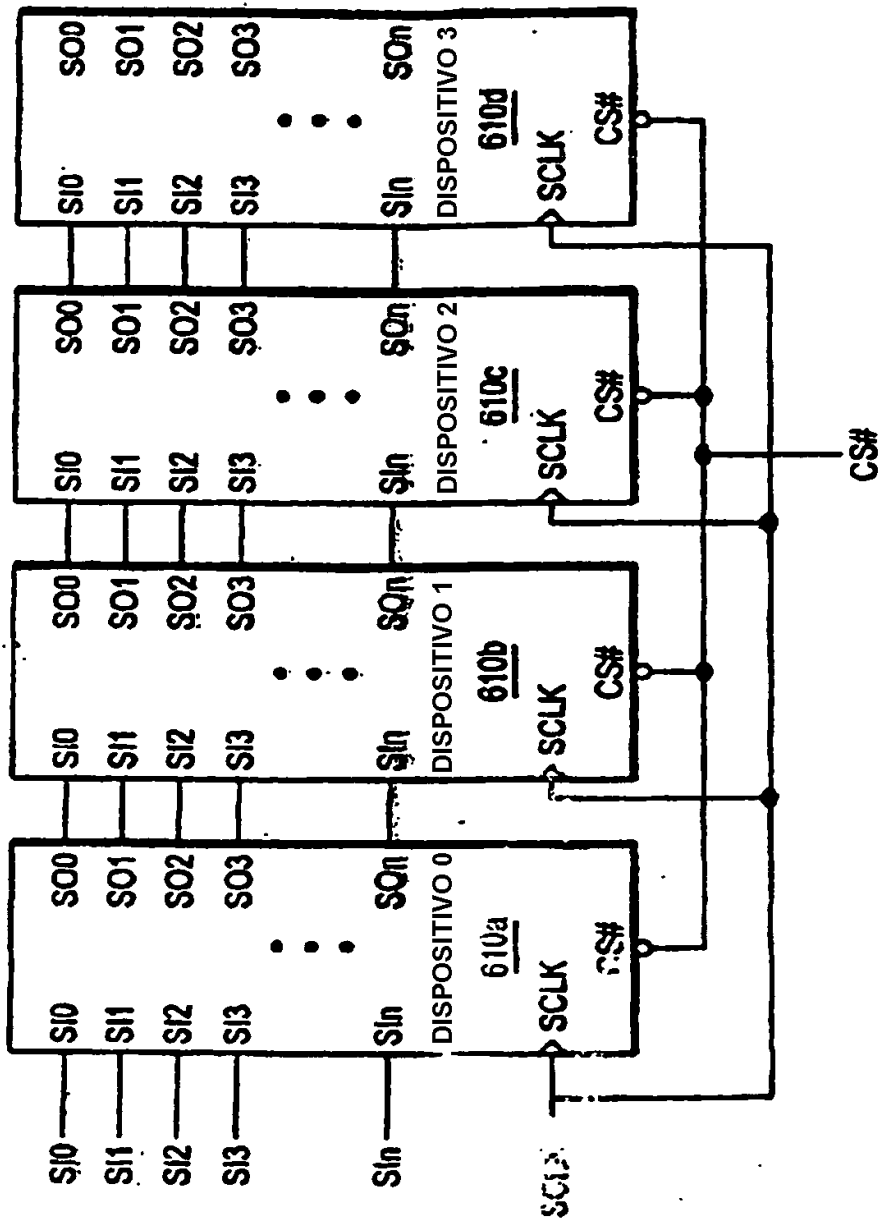 SI0 SI0 SO0 SI0 SO0 SI0 SO0 SI0 SO0
SI1 SI1 SO1 SI1 SO1 SI1 SO1 SI1 SO1
SI2 SI2 SO2 SI2 SO2 SI2 SO2 SI2 SO2
SI3 SI3 SO3 SI3 SO3 SI3 SO3 SI3 SO3
SIn SIn SOn SIn SOn SIn SOn SIn SOn
DISPOSITIVO 0 DISPOSITIVO 1 DISPOSITIVO 2 DISPOSITIVO 3
610a 610b 610c 610d
SCLK SCLK SCLK SCLK
CS# CS# CS# CS#
CS#